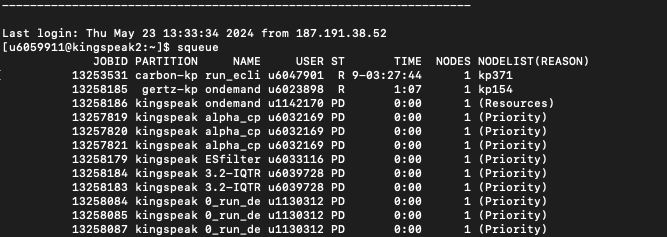 Last login: Thu May 23 13:33:34 2024 from 187.191.38.52
[u6059911@kingspeak2:~]$ squeue
JOBID PARTITION NAME USER ST TIME NODES NODELIST(REASON)
13253531 carbon-kp run_ecli u6047901 R 9-03:27:44 1 kp371
13258185 gertz-kp ondemand u6023898 R 1:07 1 kp154
13258186 kingspeak ondemand u1142170 PD 0:00 1 (Resources)
13257819 kingspeak alpha_cp u6032169 PD 0:00 1 (Priority)
13257820 kingspeak alpha_cp u6032169 PD 0:00 1 (Priority)
13257821 kingspeak alpha_cp u6032169 PD 0:00 1 (Priority)
13258179 kingspeak ESfilter u6033116 PD 0:00 1 (Priority)
13258184 kingspeak 3.2-IQTR u6039728 PD 0:00 1 (Priority)
13258183 kingspeak 3.2-IQTR u6039728 PD 0:00 1 (Priority)
13258084 kingspeak 0_run_de u1130312 PD 0:00 1 (Priority)
13258085 kingspeak 0_run_de u1130312 PD 0:00 1 (Priority)
13258087 kingspeak 0_run_de u1130312 PD 0:00 1 (Priority)